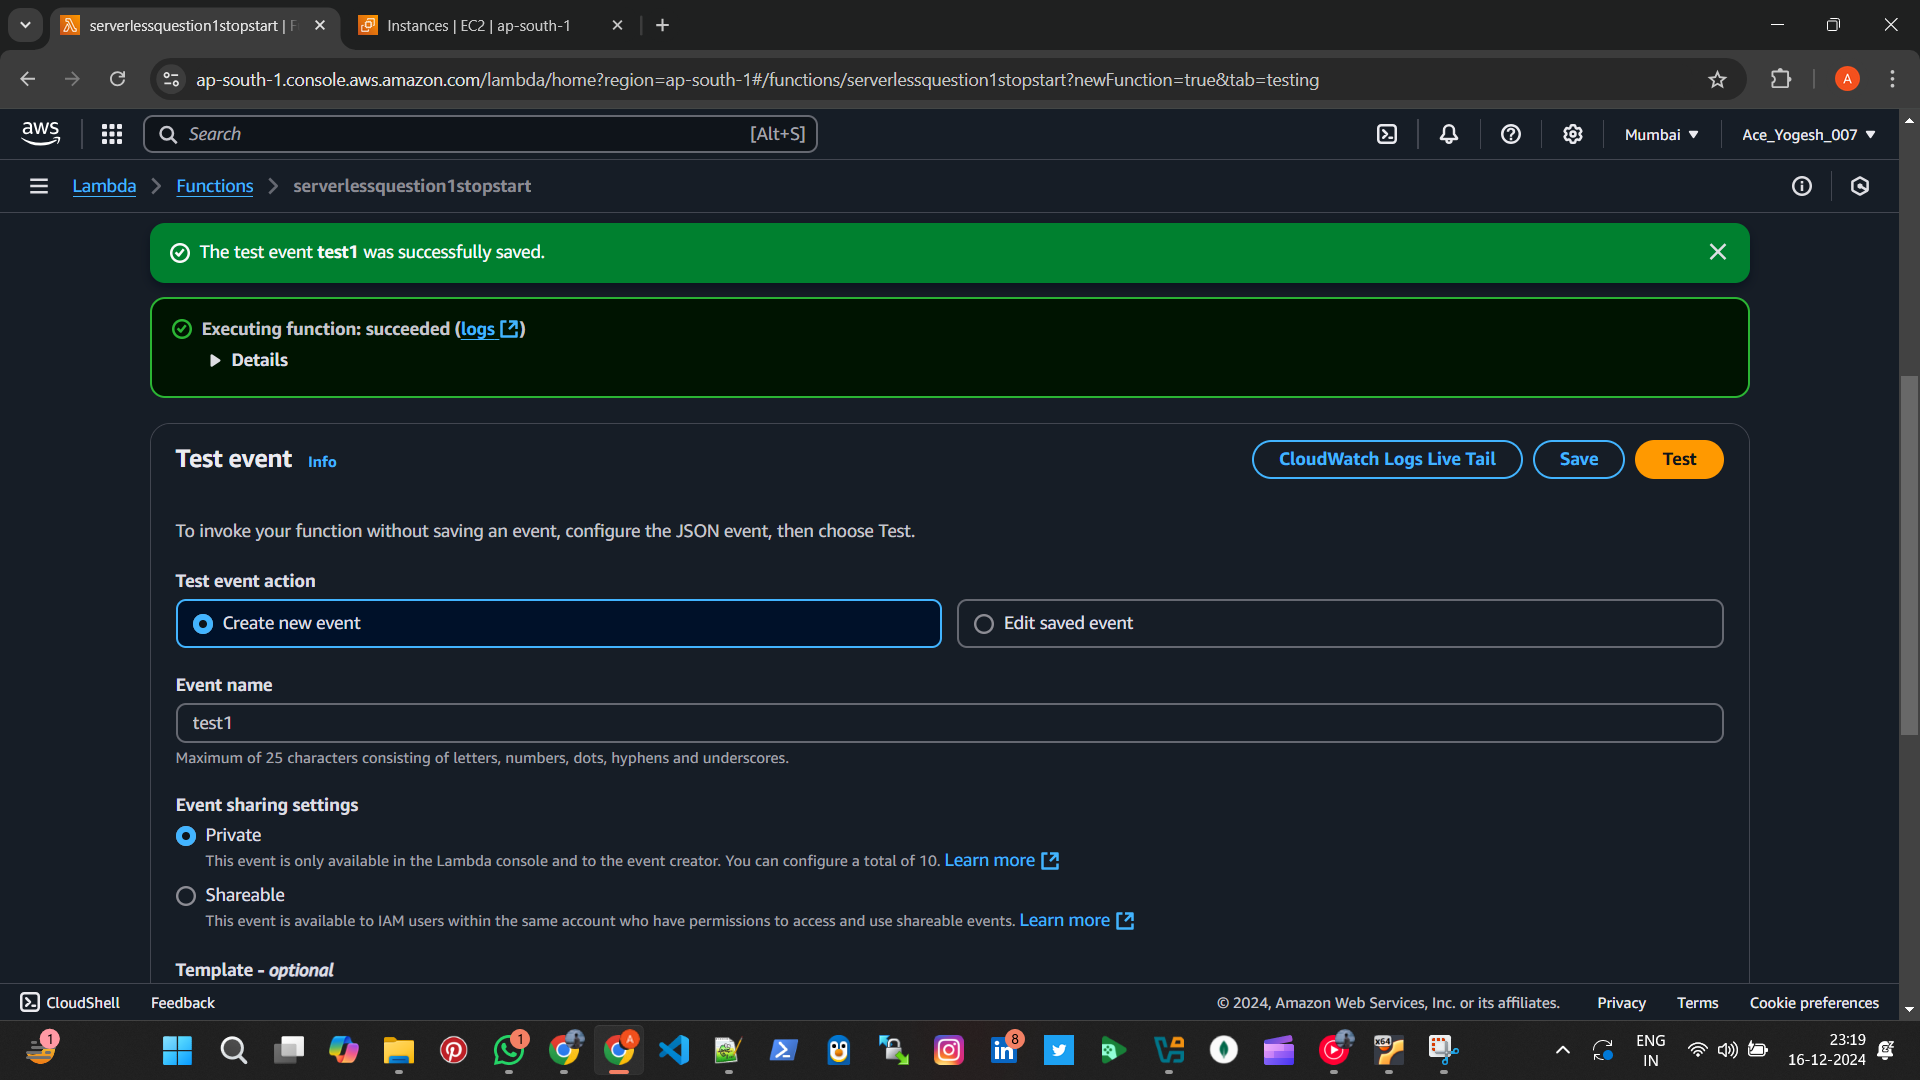 serverlessquestion1stopstart | F
Instances | EC2 | ap-south-1
ap-south-1.console.aws.amazon.com/lambda/home?region=ap-south-1#/functions/serverlessquestion1stopstart?newFunction=true&tab=testing
A
aws
Search
[Alt+S]
Mumbai
Ace_Yogesh_007
Lambda
Functions
serverlessquestion1stopstart
The test event test1 was successfully saved.
Executing function: succeeded (logs)
Details
Test event Info
CloudWatch Logs Live Tail
Save
Test
To invoke your function without saving an event, configure the JSON event, then choose Test.
Test event action
Create new event
Edit saved event
Event name
test1
Maximum of 25 characters consisting of letters, numbers, dots, hyphens and underscores.
Event sharing settings
Private
This event is only available in the Lambda console and to the event creator. You can configure a total of 10. Learn more
Shareable
This event is available to IAM users within the same account who have permissions to access and use shareable events. Learn more
Template - optional
CloudShell
Feedback
© 2024, Amazon Web Services, Inc. or its affiliates.
Privacy
Terms
Cookie preferences
1
1
A
8
x64
ENG
IN
23:19
16-12-2024